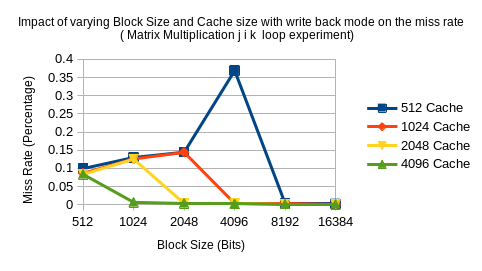 Impact of varying Block Size and Cache size with write back mode on the miss rate
( Matrix Multiplication j i k loop experiment)
0.4
0.35
0.3
0.25
0.2
0.15
0.1
0.05
0
Miss Rate (Percentage)
512 1024 2048 4096 8192 16384
Block Size (Bits)
512 Cache
1024 Cache
2048 Cache
4096 Cache